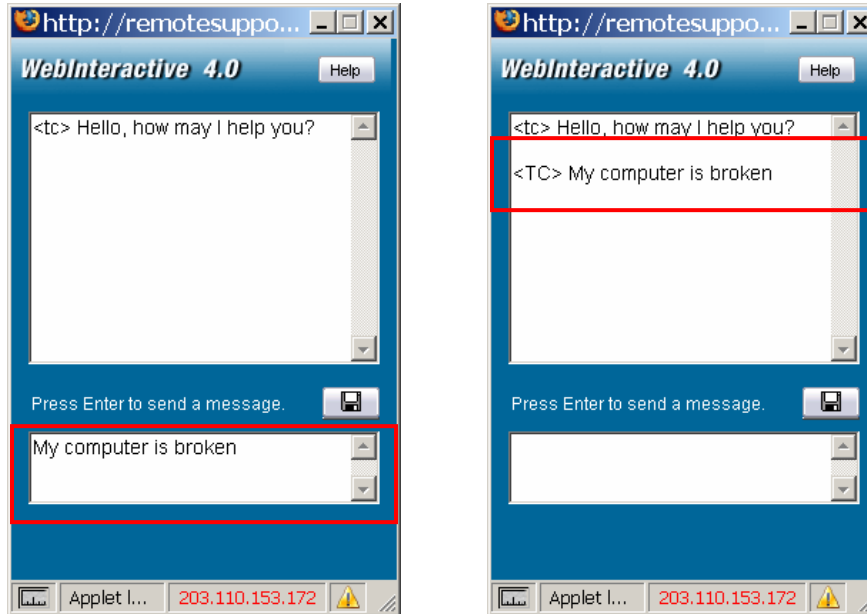 http://remotesuppo...
WebInteractive 4.0
Help
<tc> Hello, how may I help you?
Press Enter to send a message.
My computer is broken
Applet I...
203.110.153.172
http://remotesuppo...
WebInteractive 4.0
Help
<tc> Hello, how may I help you?
<TC> My computer is broken
Press Enter to send a message.
Applet I...
203.110.153.172